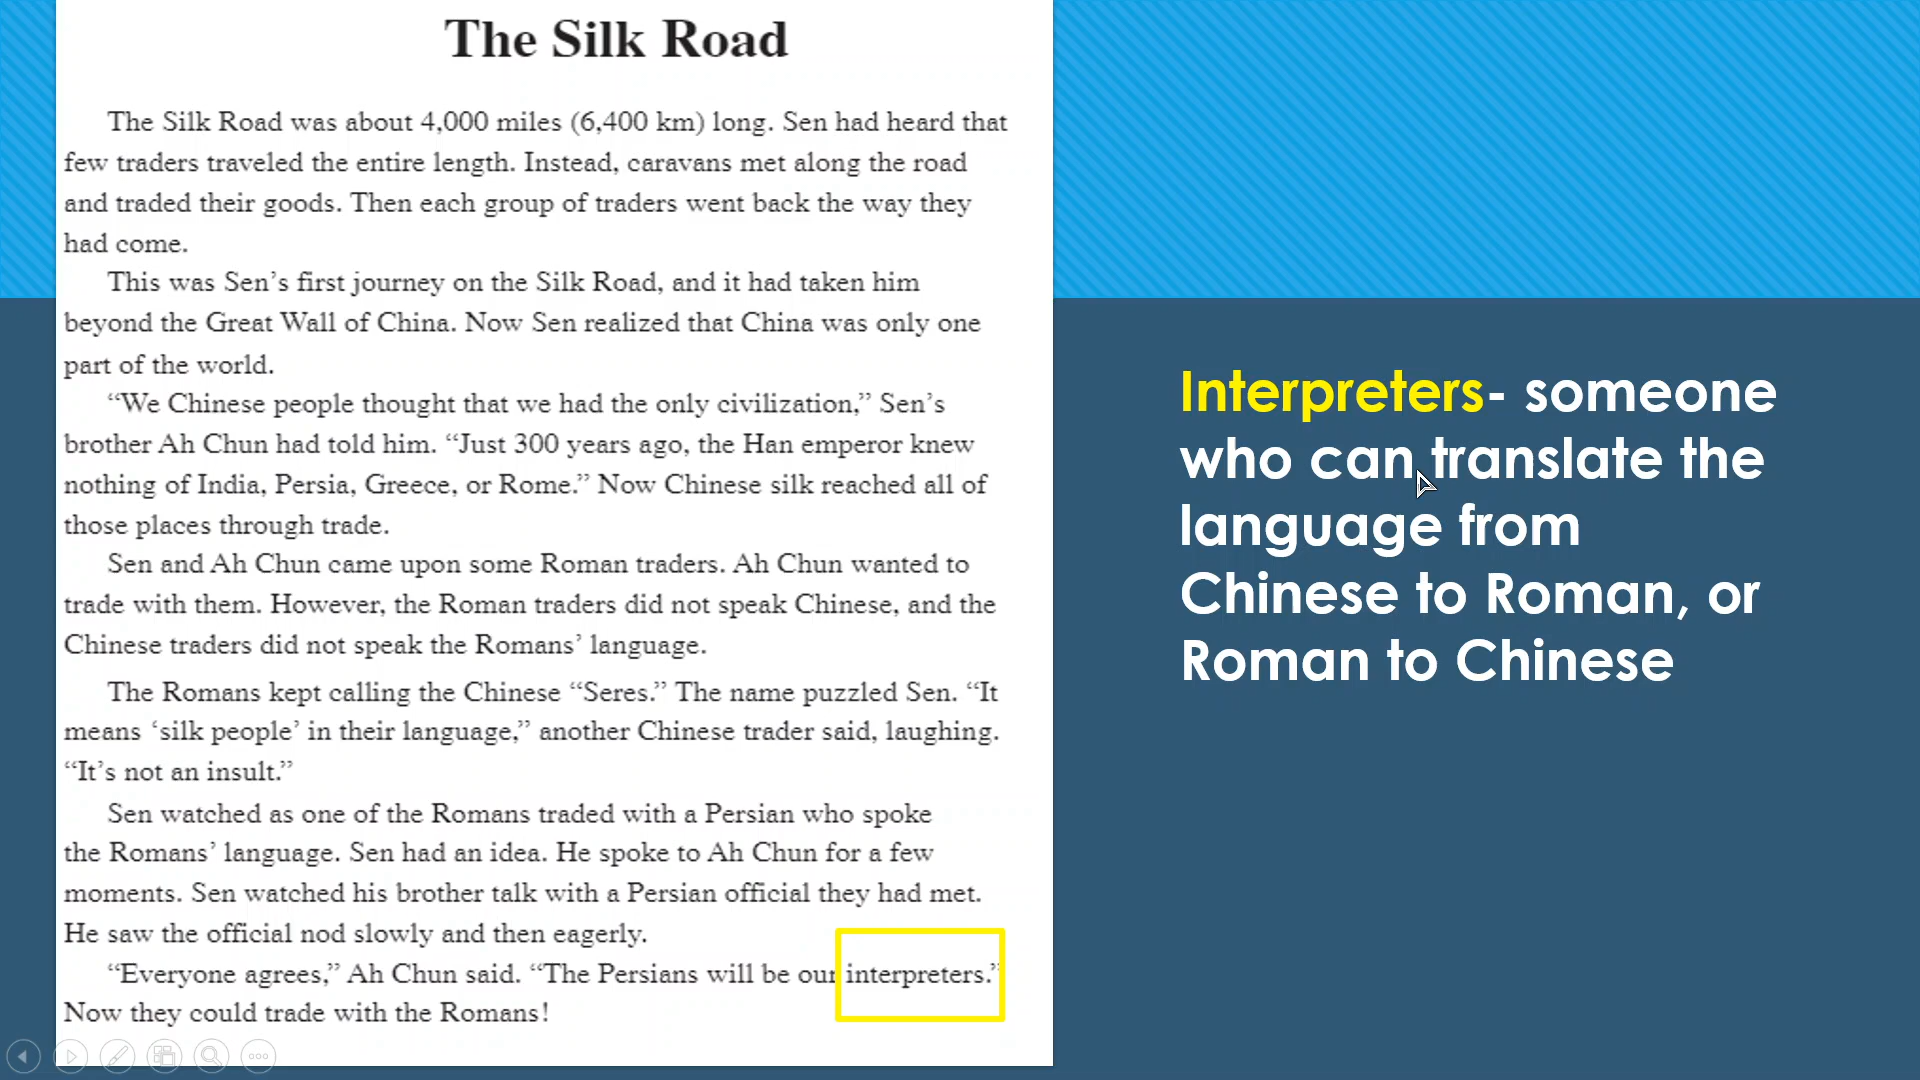 The Silk Road
The Silk Road was about 4,000 miles (6,400 km) long. Sen had heard that
few traders traveled the entire length. Instead, caravans met along the road
and traded their goods. Then each group of traders went back the way they
had come.
This was Sen’s first journey on the Silk Road, and it had taken him
beyond the Great Wall of China. Now Sen realized that China was only one
part of the world.
“We Chinese people thought that we had the only civilization,” Sen’s
brother Ah Chun had told him. “Just 300 years ago, the Han emperor knew
nothing of India, Persia, Greece, or Rome.” Now Chinese silk reached all of
those places through trade.
Sen and Ah Chun came upon some Roman traders. Ah Chun wanted to
trade with them. However, the Roman traders did not speak Chinese, and the
Chinese traders did not speak the Romans’ language.
The Romans kept calling the Chinese “Seres.” The name puzzled Sen. “It
means ‘silk people’ in their language,” another Chinese trader said, laughing.
“It’s not an insult.”
Sen watched as one of the Romans traded with a Persian who spoke
the Romans’ language. Sen had an idea. He spoke to Ah Chun for a few
moments. Sen watched his brother talk with a Persian official they had met.
He saw the official nod slowly and then eagerly.
“Everyone agrees,” Ah Chun said. “The Persians will be our interpreters.”
Now they could trade with the Romans!
Interpreters- someone
who can translate the
language from
Chinese to Roman, or
Roman to Chinese